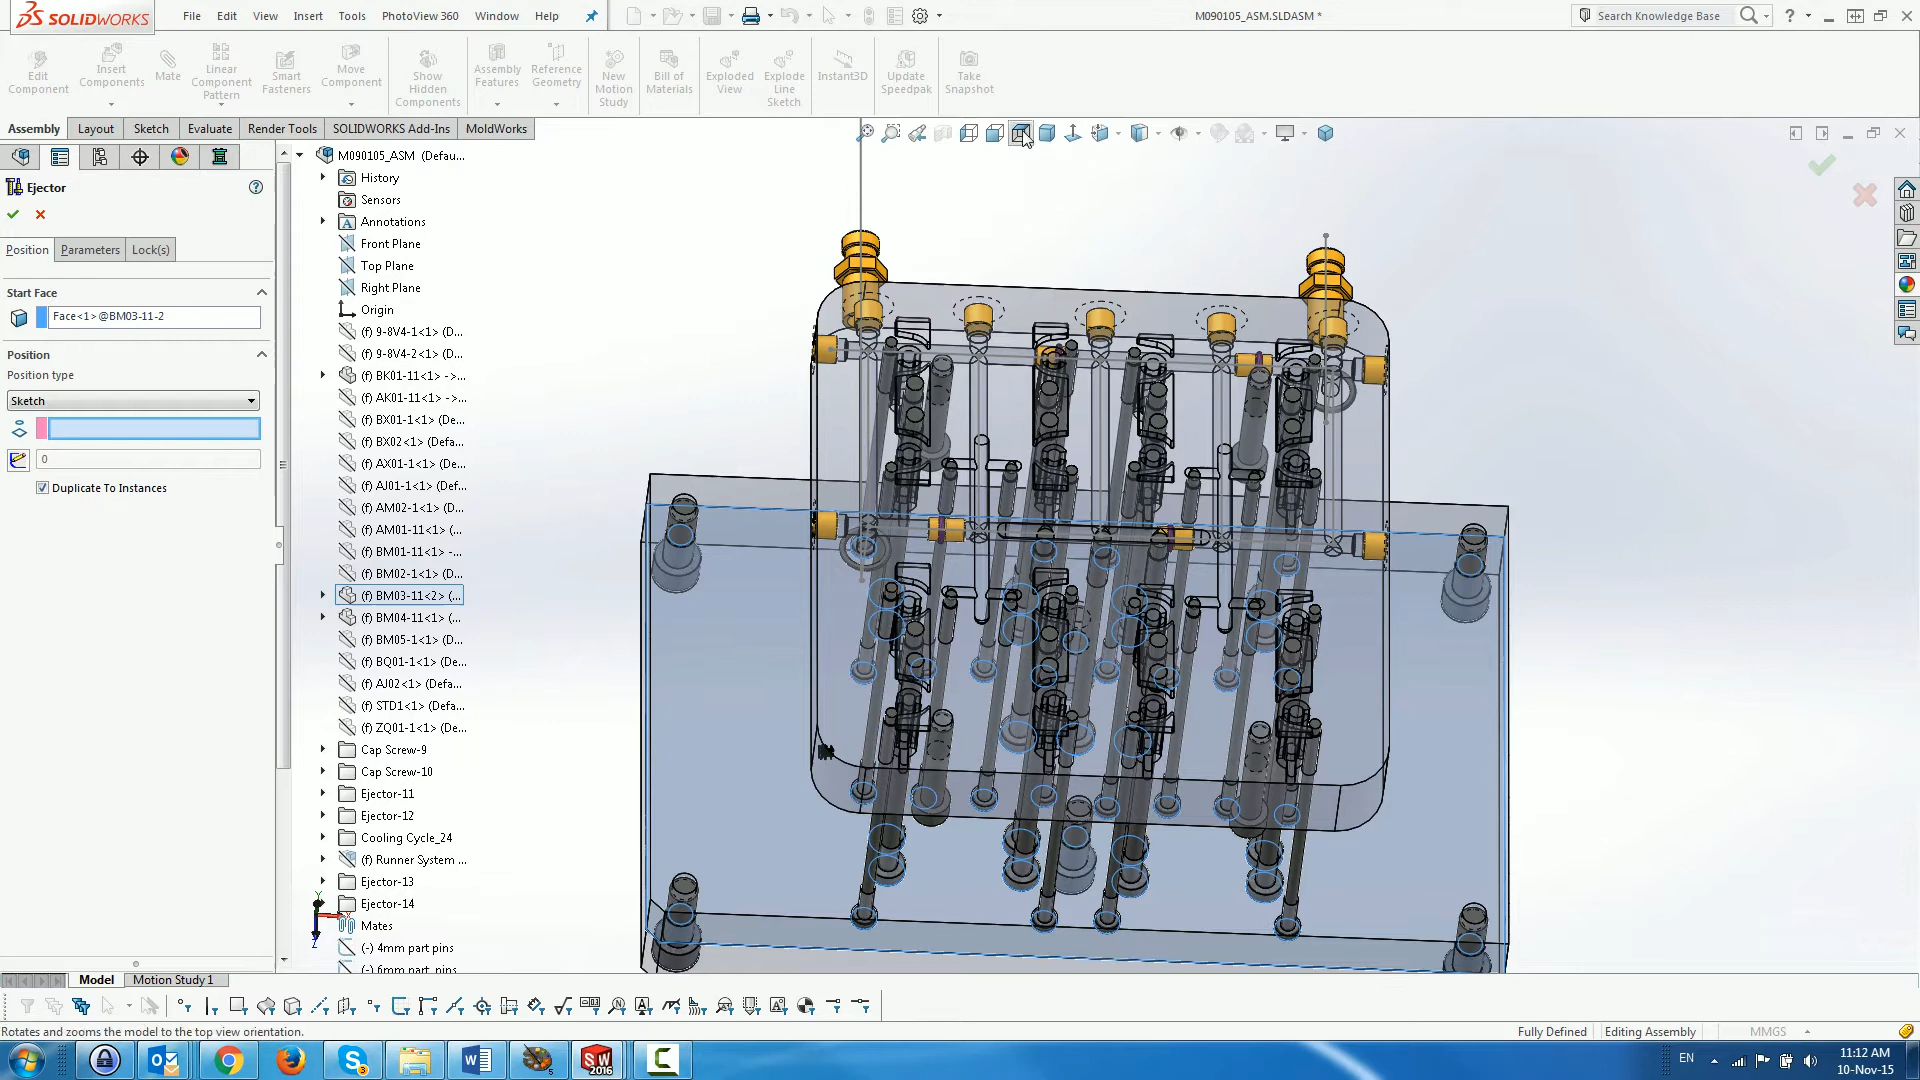 SOLIDWORKS
File Edit View Insert Tools PhotoView 360 Window Help
M090105_ASM.SLDASM *
Search Knowledge Base
Edit Component
Insert Components
Mate
Linear Component Pattern
Smart Fasteners
Move Component
Show Hidden Components
Assembly Features
Reference Geometry
New Motion Study
Bill of Materials
Exploded View
Explode Line Sketch
Instant3D
Update Speedpak
Take Snapshot
Assembly Layout Sketch Evaluate Render Tools SOLIDWORKS Add-Ins MoldWorks
Ejector
Position Parameters Lock(s)
Start Face
Face<1>@BM03-11-2
Position
Position type
Sketch
0
Duplicate To Instances
M090105_ASM (Defau...
History
Sensors
Annotations
Front Plane
Top Plane
Right Plane
Origin
(f) 9-8V4-1<1> (D...
(f) 9-8V4-2<1> (D...
(f) BK01-11<1> ->...
(f) AK01-11<1> ->...
(f) BX01-1<1> (De...
(f) BX02<1> (Defa...
(f) AX01-1<1> (De...
(f) AJ01-1<1> (Def...
(f) AM02-1<1> (D...
(f) AM01-11<1> (...
(f) BM01-11<1> -...
(f) BM02-1<1> (D...
(f) BM03-11<2> (...
(f) BM04-11<1> (...
(f) BM05-1<1> (D...
(f) BQ01-1<1> (De...
(f) AJ02<1> (Defa...
(f) STD1<1> (Defa...
(f) ZQ01-1<1> (De...
Cap Screw-9
Cap Screw-10
Ejector-11
Ejector-12
Cooling Cycle_24
(f) Runner System ...
Ejector-13
Ejector-14
Mates
(-) 4mm part pins
(-) 6mm part pins
Model Motion Study 1
Rotates and zooms the model to the top view orientation.
Fully Defined Editing Assembly MMGS
EN
11:12 AM
10-Nov-15